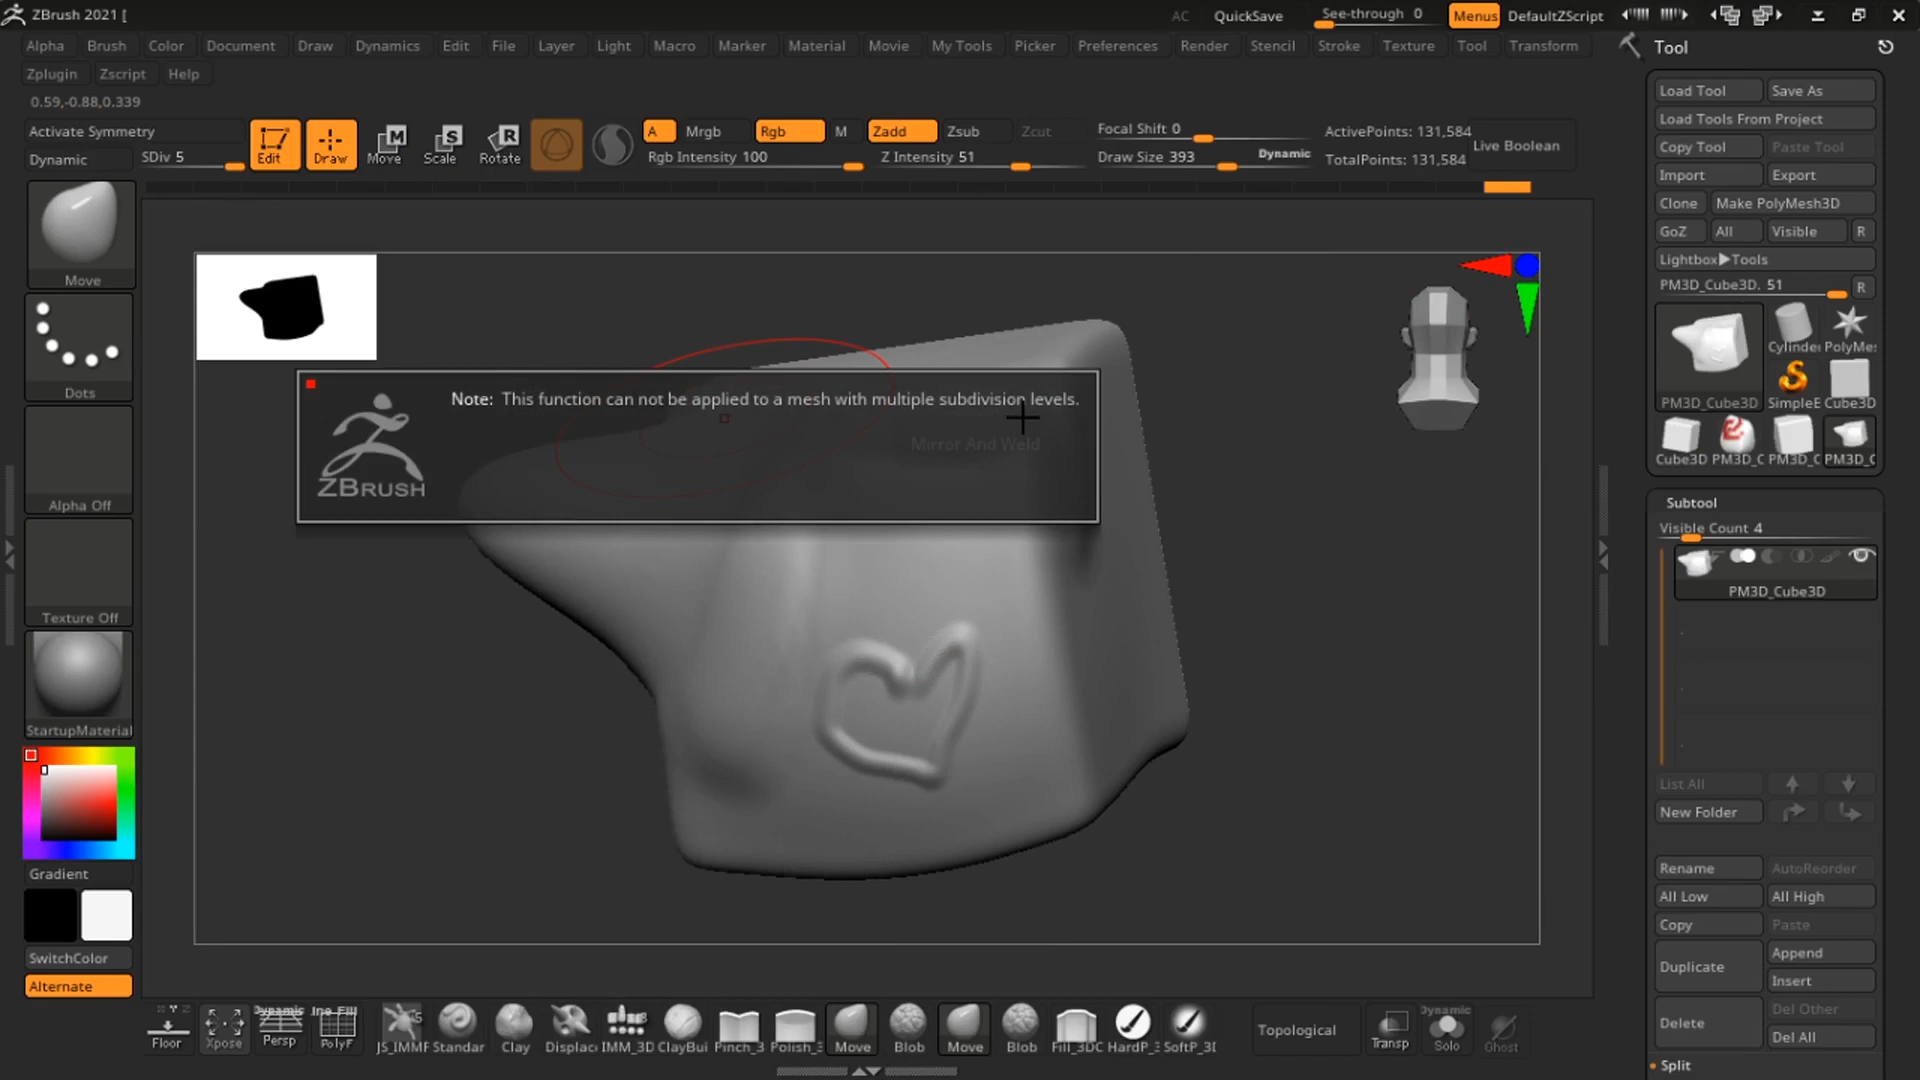 ZBrush 2021 [
AC QuickSave See-through 0 Menus DefaultZScript
Alpha Brush Color Document Draw Dynamics Edit File Layer Light Macro Marker Material Movie My Tools Picker Preferences Render Stencil Stroke Texture Tool Transform
Zplugin Zscript Help
0.59,-0.88,0.339
Activate Symmetry
Dynamic SDiv 5
Edit Draw Move Scale Rotate
M S R
A Mrgb Rgb M Zadd Zsub Zcut
Rgb Intensity 100 Z Intensity 51
Focal Shift 0
Draw Size 393 Dynamic
ActivePoints: 131,584
TotalPoints: 131,584
Live Boolean
Move
Dots
Alpha Off
Texture Off
StartupMaterial
Gradient
SwitchColor
Alternate
Note: This function can not be applied to a mesh with multiple subdivision levels.
Mirror And Weld
ZBRUSH
Tool
Load Tool Save As
Load Tools From Project
Copy Tool Paste Tool
Import Export
Clone Make PolyMesh3D
GoZ All Visible R
Lightbox▶Tools
PM3D_Cube3D. 51 R
PM3D_Cube3D
Cylinde PolyMe
SimpleE Cube3D
Cube3D PM3D_C PM3D_C PM3D_C
Subtool
Visible Count 4
PM3D_Cube3D
List All
New Folder
Rename AutoReorder
All Low All High
Copy Paste
Duplicate Append
Insert
Delete Del Other
Del All
Split
Floor Xpose Dynamic Persp Line Fill PolyF
JS_IMMF Standar Clay Displac IMM_3D ClayBui Pinch_3 Polish_3 Move Blob Move Blob Fill_3DC HardP_3 SoftP_3D
Topological Transp Dynamic Solo Ghost